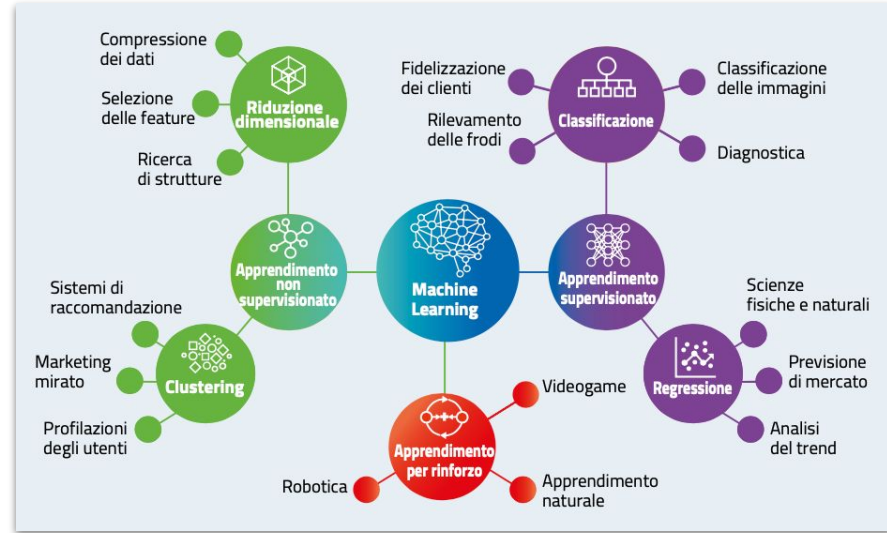 Compressione
dei dati
Selezione
delle feature
Ricerca
di strutture
Riduzione
dimensionale
Fidelizzazione
dei clienti
Rilevamento
delle frodi
Classificazione
Classificazione
delle immagini
Diagnostica
Apprendimento
non
supervisionato
Machine
Learning
Apprendimento
supervisionato
Sistemi di
raccomandazione
Marketing
mirato
Profilazioni
degli utenti
Clustering
Scienze
fisiche e naturali
Previsione
di mercato
Analisi
del trend
Regressione
Videogame
Apprendimento
per rinforzo
Robotica
Apprendimento
naturale